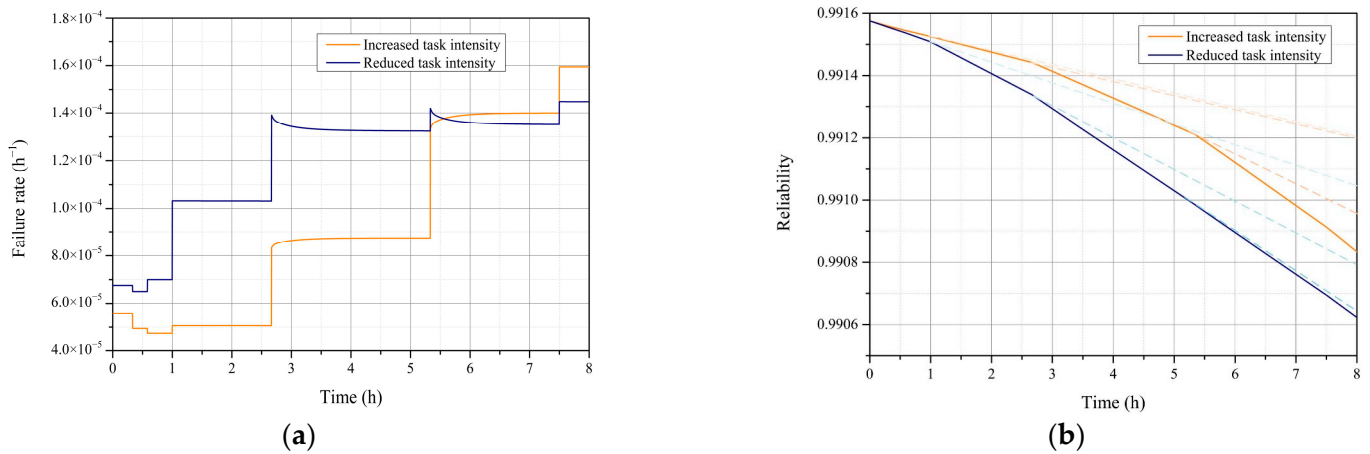 1.8×10⁻⁴
1.6×10⁻⁴
1.4×10⁻⁴
1.2×10⁻⁴
1.0×10⁻⁴
8.0×10⁻⁵
6.0×10⁻⁵
4.0×10⁻⁵
Failure rate (h⁻¹)
Increased task intensity
Reduced task intensity
0 1 2 3 4 5 6 7 8
Time (h)
(a)
0.9916
0.9914
0.9912
0.9910
0.9908
0.9906
Reliability
Increased task intensity
Reduced task intensity
0 1 2 3 4 5 6 7 8
Time (h)
(b)